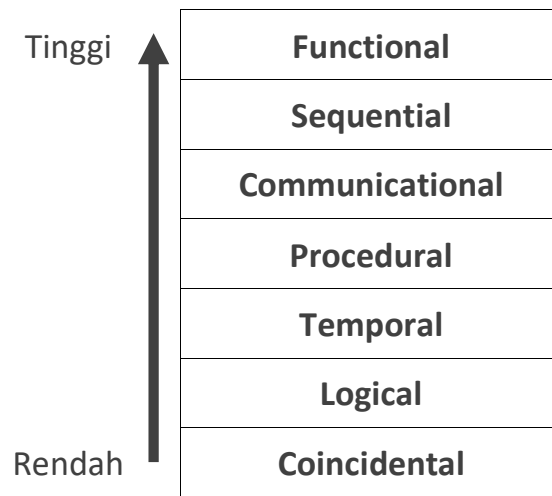 Tinggi
Functional
Sequential
Communicational
Procedural
Temporal
Logical
Rendah
Coincidental